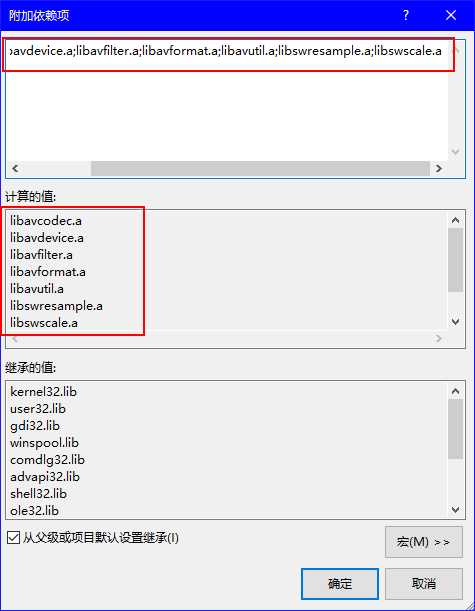 附加依赖项
?
avdevice.a;libavfilter.a;libavformat.a;libavutil.a;libswresample.a;libswscale.a
计算的值:
libavcodec.a
libavdevice.a
libavfilter.a
libavformat.a
libavutil.a
libswresample.a
libswscale.a
继承的值:
kernel32.lib
user32.lib
gdi32.lib
winspool.lib
comdlg32.lib
advapi32.lib
shell32.lib
ole32.lib
从父级或项目默认设置继承(I)
宏(M) >>
确定
取消